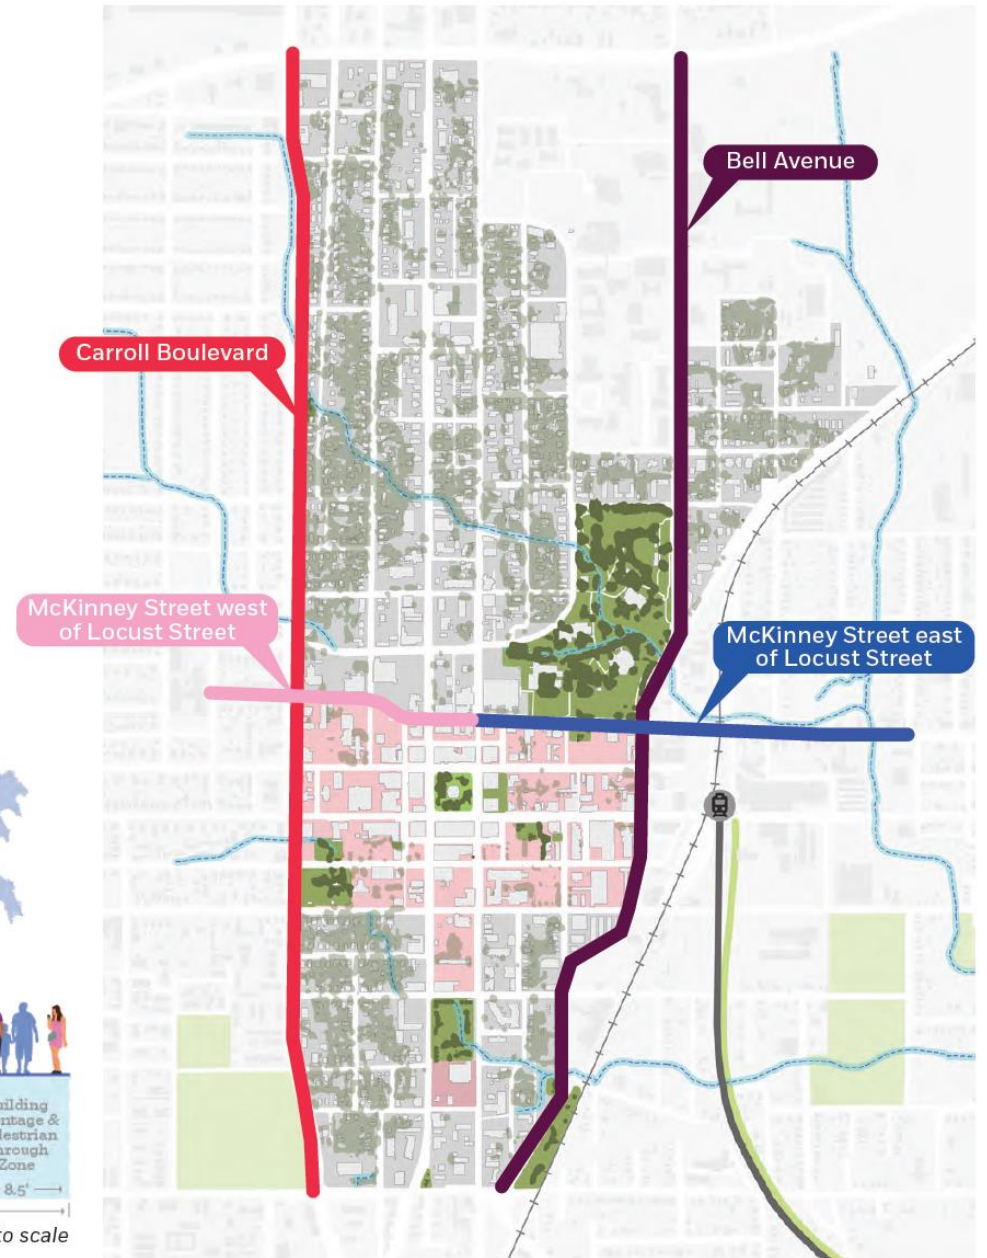 Bell Avenue
Carroll Boulevard
McKinney Street west
of Locust Street
McKinney Street east
of Locust Street
Zone
8.5'
to scale